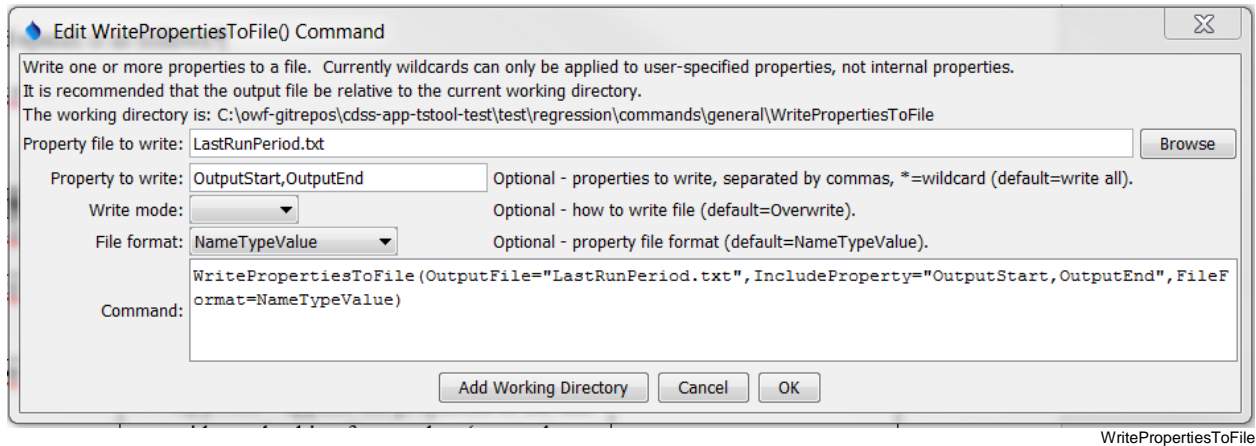 Edit WritePropertiesToFile() Command
Write one or more properties to a file. Currently wildcards can only be applied to user-specified properties, not internal properties.
It is recommended that the output file be relative to the current working directory.
The working directory is: C:\owf-gitrepos\cdss-app-tstool-test\test\regression\commands\general\WritePropertiesToFile
Property file to write: LastRunPeriod.txt Browse
Property to write: OutputStart,OutputEnd Optional - properties to write, separated by commas, *=wildcard (default=write all).
Write mode: Optional - how to write file (default=Overwrite).
File format: NameTypeValue Optional - property file format (default=NameTypeValue).
WritePropertiesToFile(OutputFile="LastRunPeriod.txt",IncludeProperty="OutputStart,OutputEnd",FileF
ormat=NameTypeValue)
Command:
Add Working Directory Cancel OK
WritePropertiesToFile